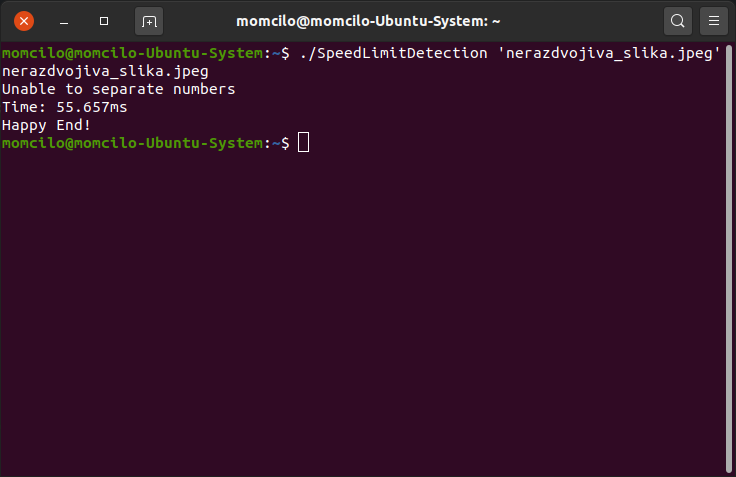 momcilo@momcilo-Ubuntu-System: ~
momcilo@momcilo-Ubuntu-System:~$ ./SpeedLimitDetection 'nerazdvojiva_slika.jpeg'
nerazdvojiva_slika.jpeg
Unable to separate numbers
Time: 55.657ms
Happy End!
momcilo@momcilo-Ubuntu-System:~$